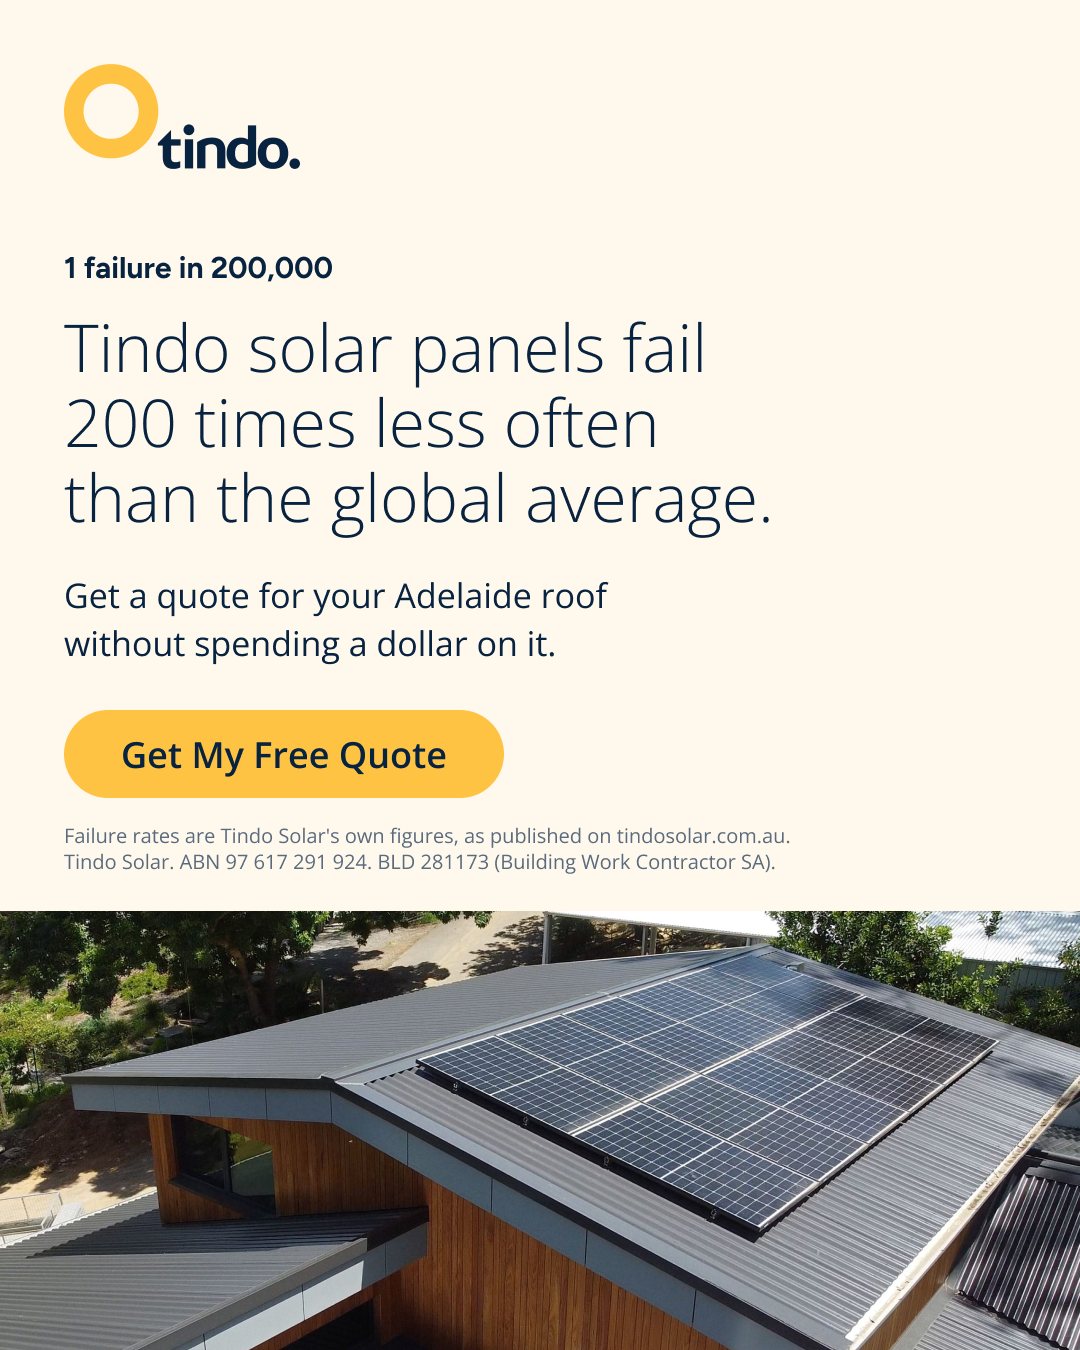 tindo.
1 failure in 200,000
Tindo solar panels fail
200 times less often
than the global average.
Get a quote for your Adelaide roof
without spending a dollar on it.
Get My Free Quote
Failure rates are Tindo Solar's own figures, as published on tindosolar.com.au.
Tindo Solar. ABN 97 617 291 924. BLD 281173 (Building Work Contractor SA).